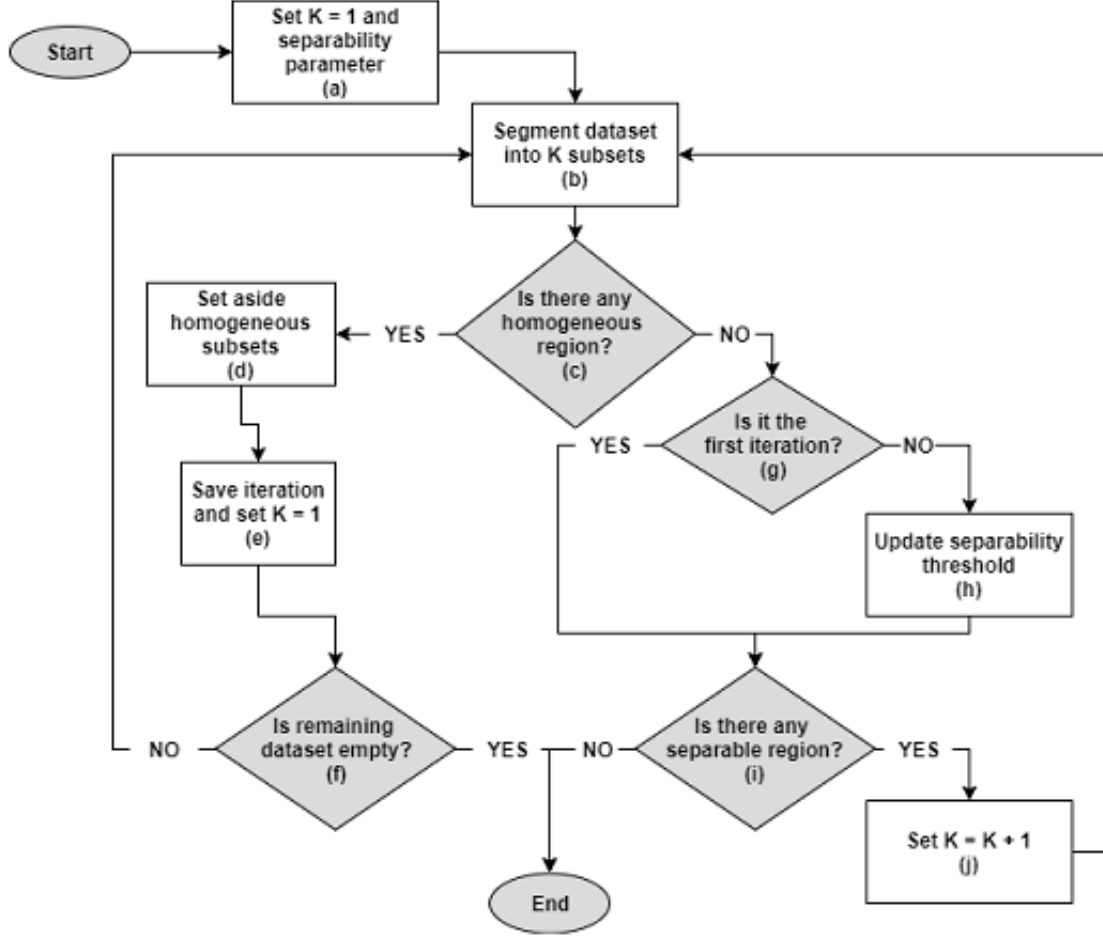 Start
Set K = 1 and
separability
parameter
(a)
Segment dataset
into K subsets
(b)
Is there any
homogeneous
region?
(c)
YES
NO
Set aside
homogeneous
subsets
(d)
Is it the
first iteration?
(g)
YES
NO
Save iteration
and set K = 1
(e)
Update separability
threshold
(h)
Is remaining
dataset empty?
(f)
NO
YES
Is there any
separable region?
(i)
NO
YES
Set K = K + 1
(j)
End